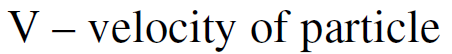 V – velocity of particle